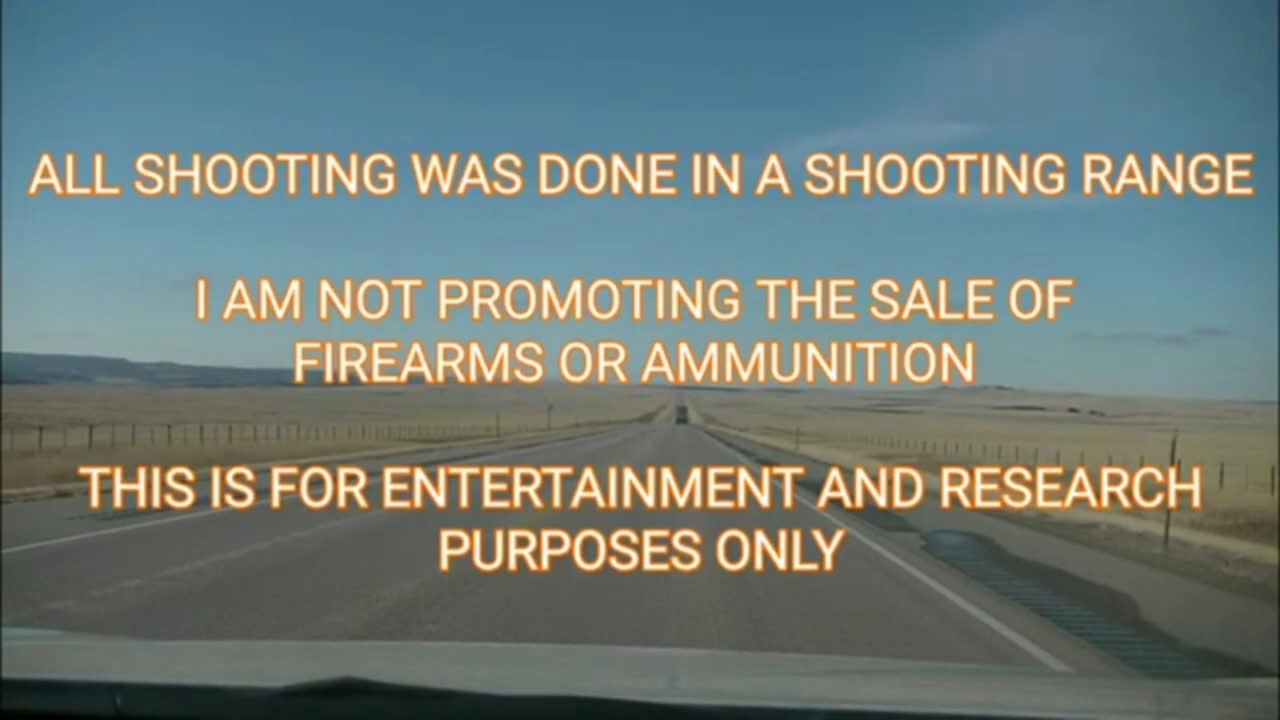 ALL SHOOTING WAS DONE IN A SHOOTING RANGE
I AM NOT PROMOTING THE SALE OF
FIREARMS OR AMMUNITION
THIS IS FOR ENTERTAINMENT AND RESEARCH
PURPOSES ONLY